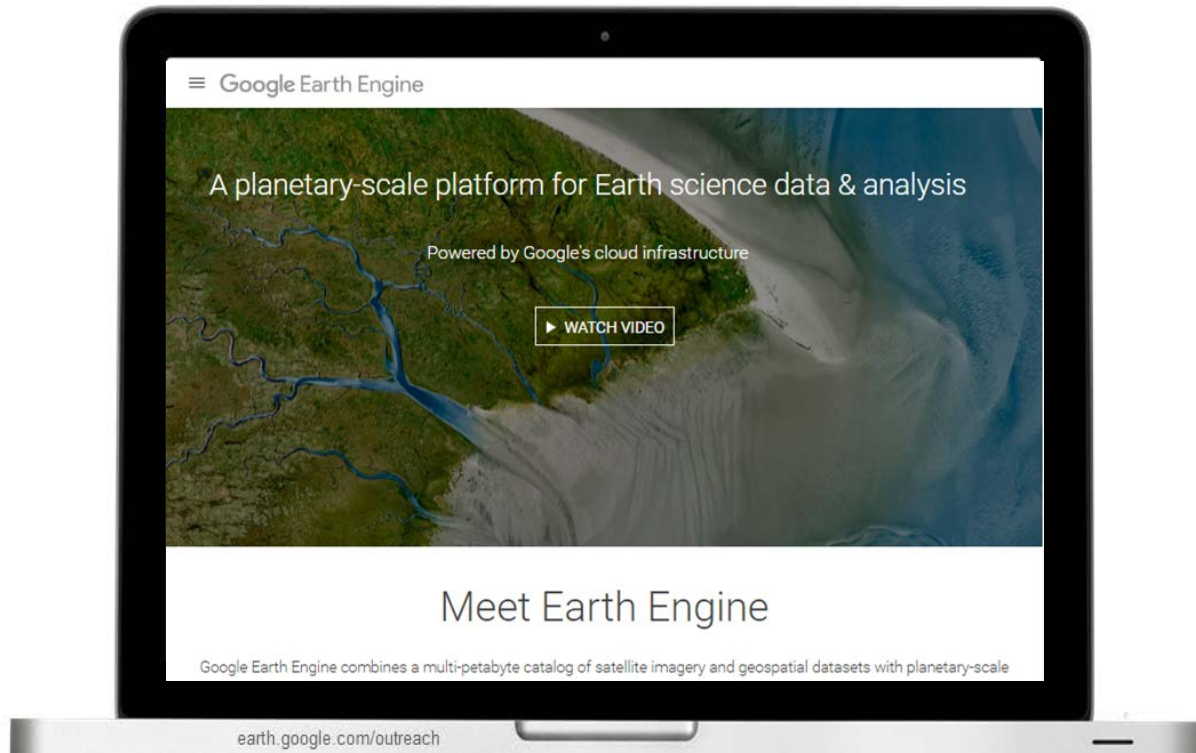 Google Earth Engine
A planetary-scale platform for Earth science data & analysis
Powered by Google's cloud infrastructure
WATCH VIDEO
Meet Earth Engine
Google Earth Engine combines a multi-petabyte catalog of satellite imagery and geospatial datasets with planetary-scale
earth.google.com/outreach